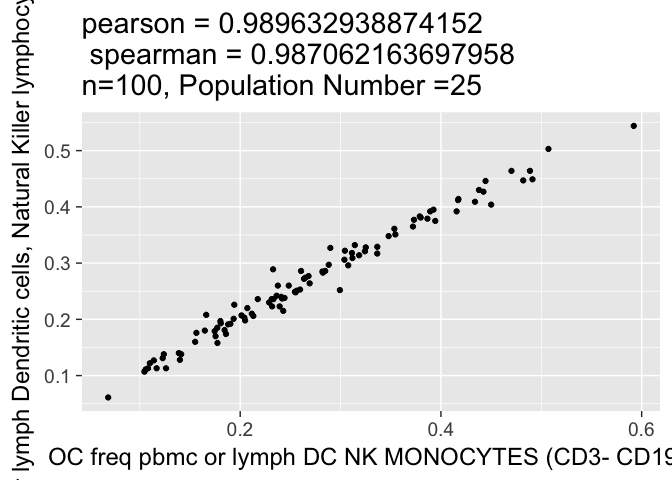 pearson = 0.989632938874152
spearman = 0.987062163697958
n=100, Population Number =25
lymph Dendritic cells, Natural Killer lymphocy
0.5
0.4
0.3
0.2
0.1
0.2
0.4
0.6
OC freq pbmc or lymph DC NK MONOCYTES (CD3- CD19